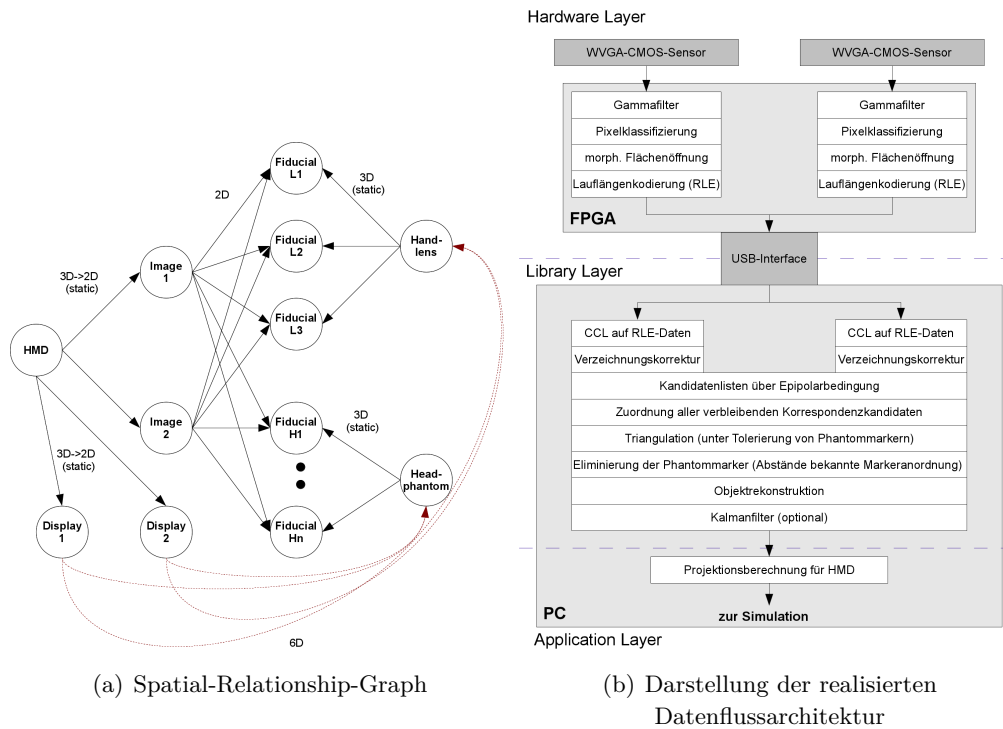 Fiducial
L1
2D
3D
(static)
Fiducial
L2
Hand-
lens
Image
1
3D->2D
(static)
Fiducial
L3
HMD
Fiducial
H1
3D
(static)
Image
2
3D->2D
(static)
Head-
phantom
Display
1
Display
2
Fiducial
Hn
6D
(a) Spatial-Relationship-Graph
Hardware Layer
WVGA-CMOS-Sensor
WVGA-CMOS-Sensor
Gammafilter
Pixelklassifizierung
morph. Flächenöffnung
Lauflängenkodierung (RLE)
Gammafilter
Pixelklassifizierung
morph. Flächenöffnung
Lauflängenkodierung (RLE)
FPGA
USB-Interface
Library Layer
CCL auf RLE-Daten
Verzeichnungskorrektur
CCL auf RLE-Daten
Verzeichnungskorrektur
Kandidatenlisten über Epipolarbedingung
Zuordnung aller verbleibenden Korrespondenzkandidaten
Triangulation (unter Tolerierung von Phantommarkern)
Eliminierung der Phantommarker (Abstände bekannte Markeranordnung)
Objektrekonstruktion
Kalmanfilter (optional)
Projektionsberechnung für HMD
PC
zur Simulation
Application Layer
(b) Darstellung der realisierten
Datenflussarchitektur